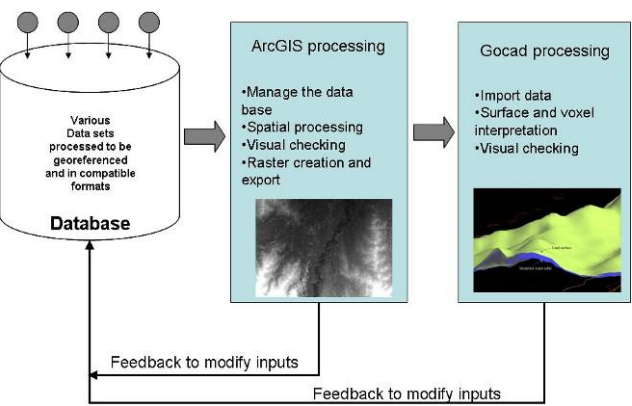 Various
Data sets
processed to be
georeferenced
and in compatible
formats
Database
ArcGIS processing
•Manage the data
base
•Spatial processing
•Visual checking
•Raster creation and
export
Gocad processing
•Import data
•Surface and voxel
interpretation
•Visual checking
Land surface
Feedback to modify inputs
Feedback to modify inputs